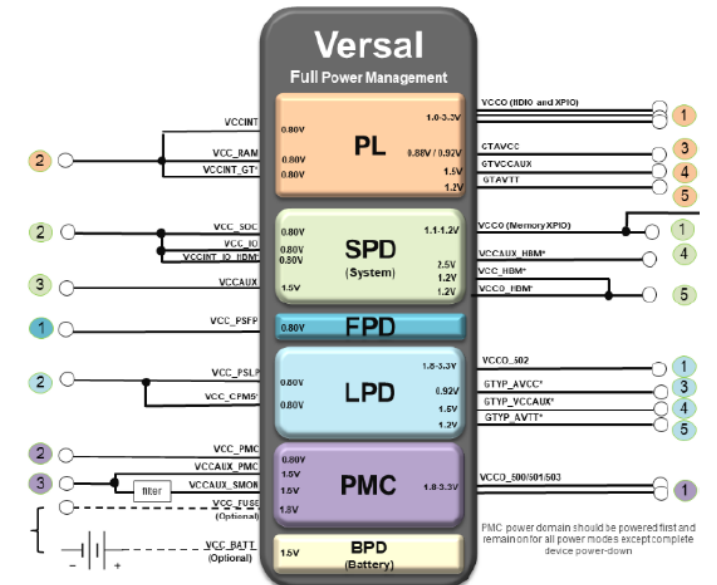 Versal
Full Power Management
VCCINT
0.80V
VCC_RAM
0.80V
VCCINT_GT*
0.80V
2
PL
1.0-3.3V
0.88V / 0.92V
1.5V
1.2V
VCCO (HDIO and XPIO)
1
GTAVCC
3
GTVCCAUX
4
GTAVTT
5
2
VCC_SOC
0.80V
VCC_IO
0.80V
VCCINT_IO_HBM*
0.80V
3
VCCAUX
1.5V
SPD
(System)
1.1-1.2V
2.5V
1.2V
1.2V
VCCO (Memory XPIO)
1
VCCAUX_HBM*
4
VCC_HBM*
VCCO_HBM*
5
1
VCC_PSFP
0.80V
FPD
2
VCC_PSLP
0.80V
VCC_CPM5*
0.80V
LPD
1.8-3.3V
0.92V
1.5V
1.2V
VCCO_502
1
GTYP_AVCC*
3
GTYP_VCCAUX*
4
GTYP_AVTT*
5
2
VCC_PMC
0.80V
3
VCCAUX_PMC
1.5V
filter
VCCAUX_SMON
1.5V
VCC_FUSE
(Optional)
1.8V
PMC
1.8-3.3V
VCCO_500/501/503
1
PMC power domain should be powered first and
remain on for all power modes except complete
device power-down
- +
VCC_BATT
(Optional)
1.5V
BPD
(Battery)